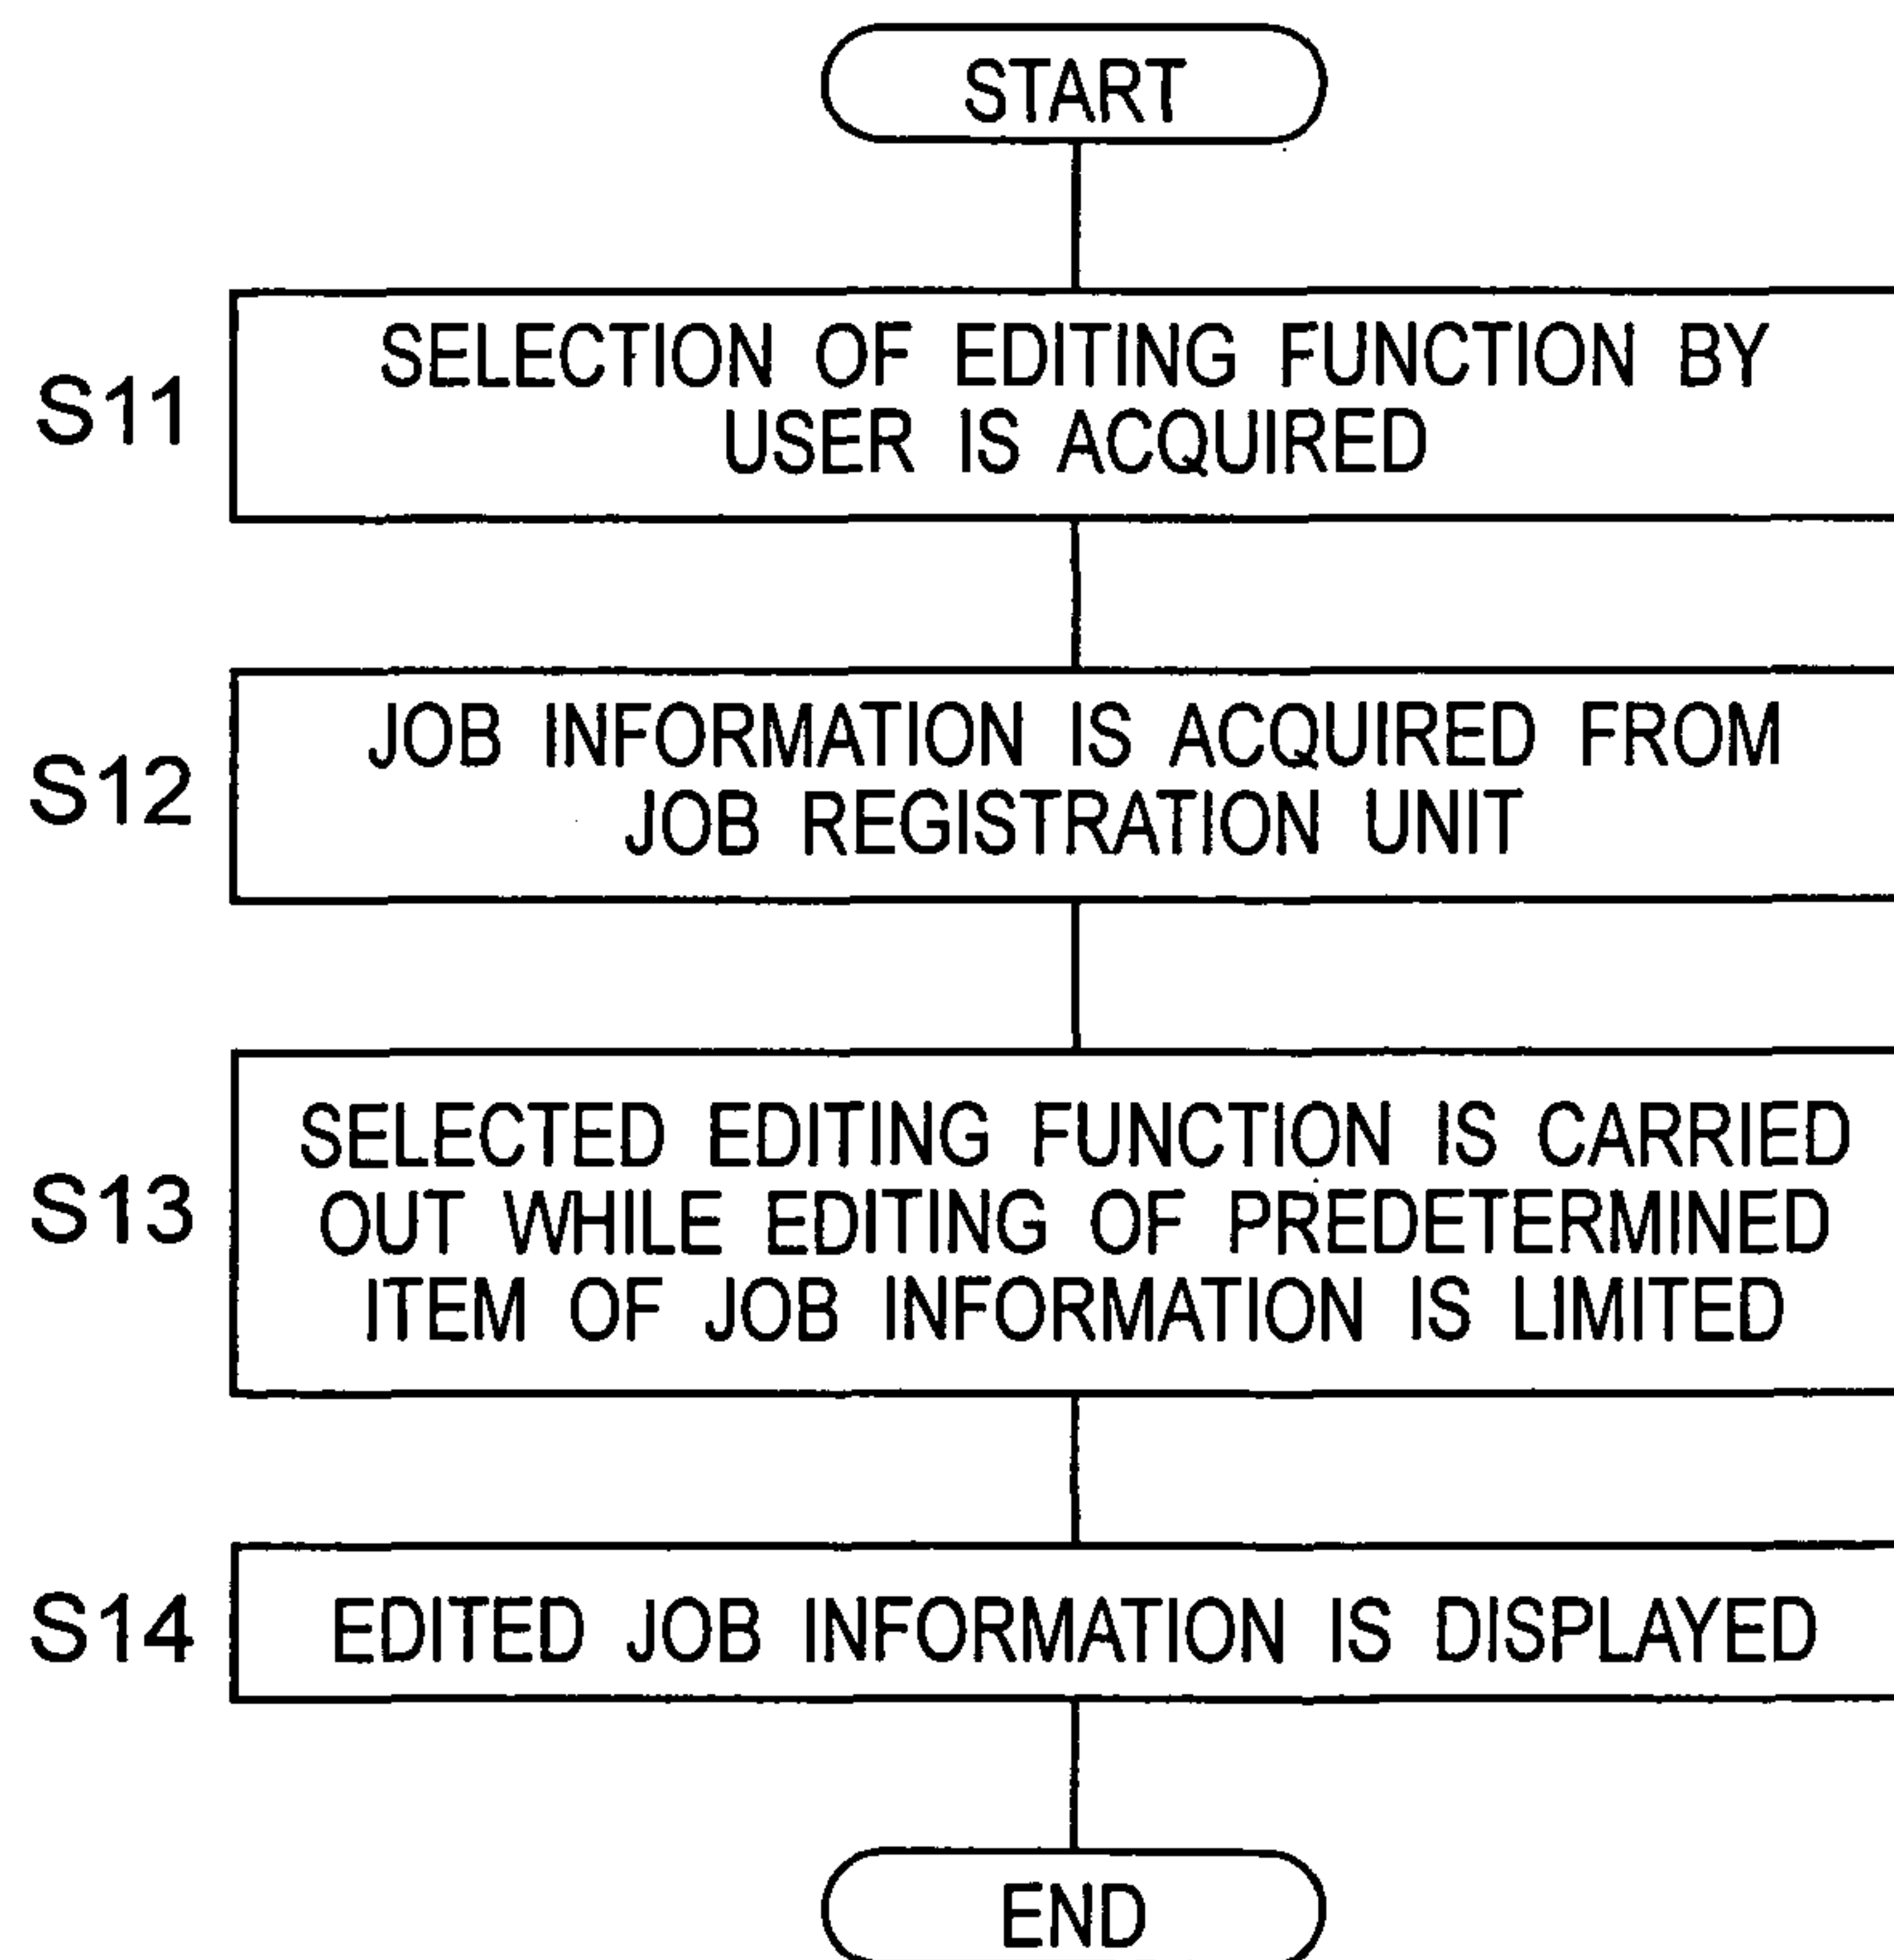 START
S11
SELECTION OF EDITING FUNCTION BY
USER IS ACQUIRED
S12
JOB INFORMATION IS ACQUIRED FROM
JOB REGISTRATION UNIT
S13
SELECTED EDITING FUNCTION IS CARRIED
OUT WHILE EDITING OF PREDETERMINED
ITEM OF JOB INFORMATION IS LIMITED
S14
EDITED JOB INFORMATION IS DISPLAYED
END